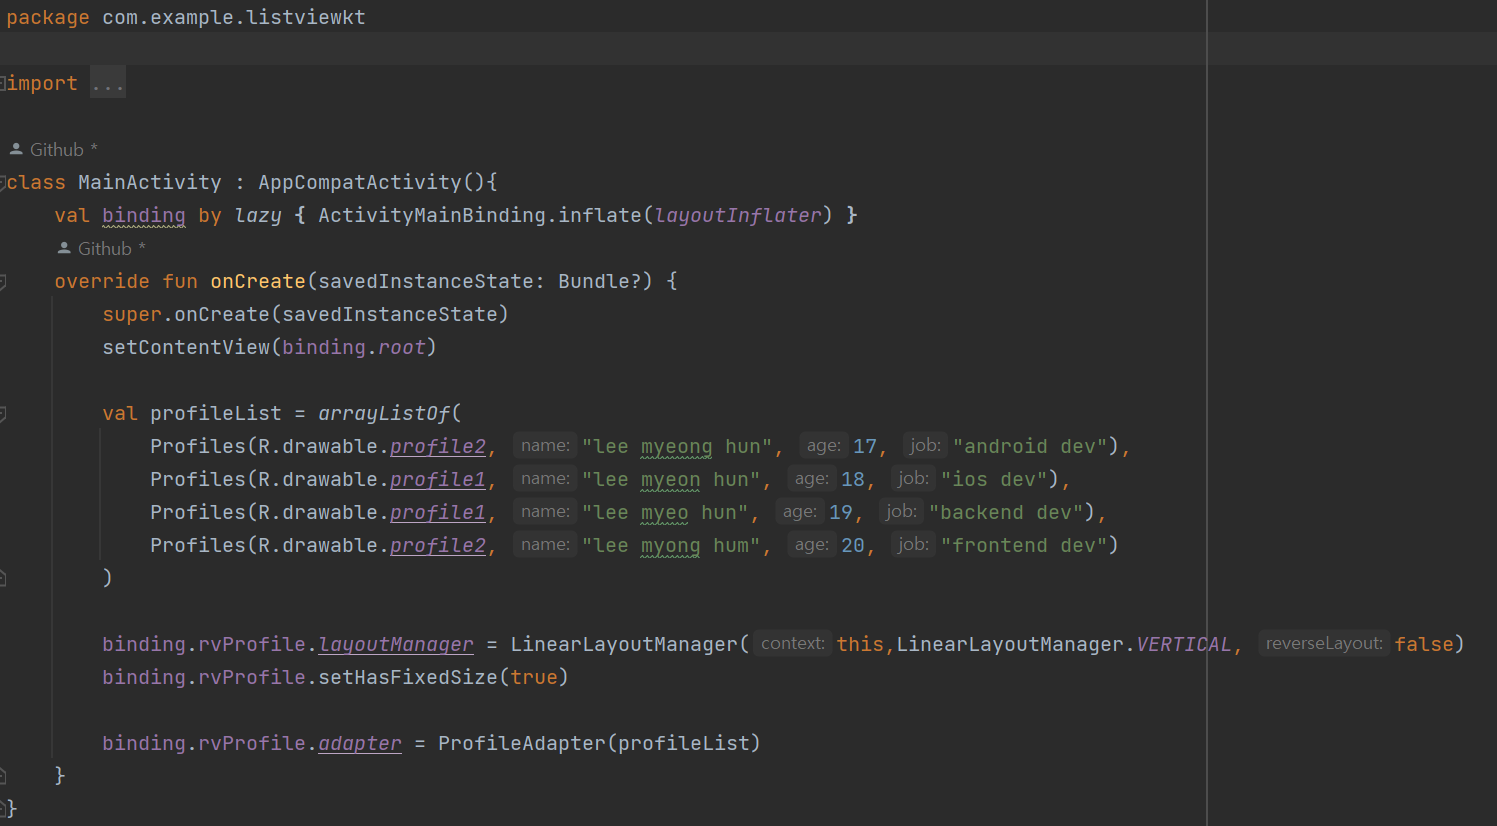 package com.example.listviewkt
import ...
Github *
class MainActivity : AppCompatActivity(){
val binding by lazy { ActivityMainBinding.inflate(layoutInflater) }
Github *
override fun onCreate(savedInstanceState: Bundle?) {
super.onCreate(savedInstanceState)
setContentView(binding.root)
val profileList = arrayListOf(
Profiles(R.drawable.profile2, name: "lee myeong hun", age: 17, job: "android dev"),
Profiles(R.drawable.profile1, name: "lee myeon hun", age: 18, job: "ios dev"),
Profiles(R.drawable.profile1, name: "lee myeo hun", age: 19, job: "backend dev"),
Profiles(R.drawable.profile2, name: "lee myong hum", age: 20, job: "frontend dev")
)
binding.rvProfile.layoutManager = LinearLayoutManager( context: this,LinearLayoutManager.VERTICAL, reverseLayout: false)
binding.rvProfile.setHasFixedSize(true)
binding.rvProfile.adapter = ProfileAdapter(profileList)
}
}